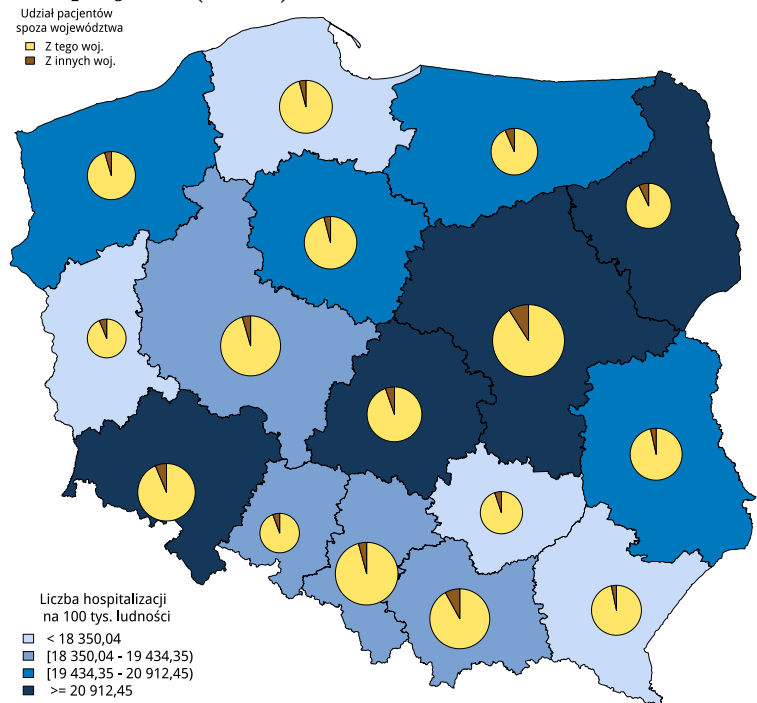 Udział pacjentów
spoza województwa
Z tego woj.
Z innych woj.
Liczba hospitalizacji
na 100 tys. ludności
< 18 350,04
[18 350,04 - 19 434,35)
[19 434,35 - 20 912,45)
>= 20 912,45